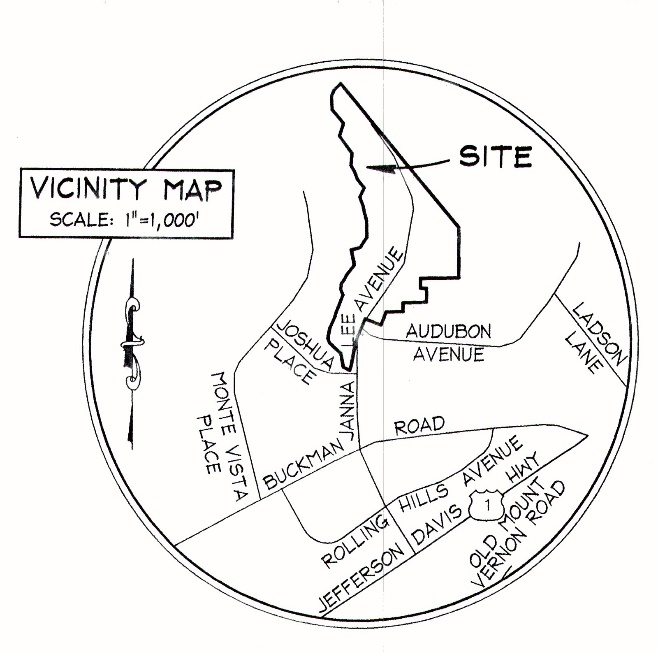 SITE
VICINITY MAP
SCALE: 1"=1,000'
JANNA LEE AVENUE
JOSHUA
PLACE
AUDUBON
AVENUE
LADSON
LANE
MONTE VISTA
PLACE
BUCKMAN ROAD
ROLLING HILLS AVENUE
JEFFERSON DAVIS HWY
1
OLD MOUNT
VERNON ROAD